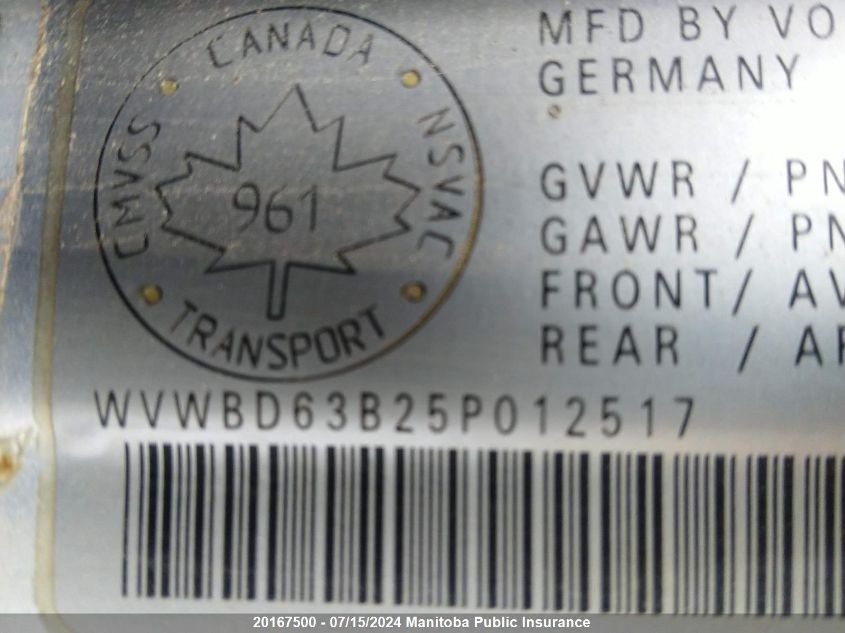 CANADA
CMVSS
NSVAC
961
TRANSPORT
MFD BY VO
GERMANY
GVWR / PN
GAWR / PN
FRONT/ AV
REAR / AR
WVWBD63B25P012517
20167500 - 07/15/2024 Manitoba Public Insurance